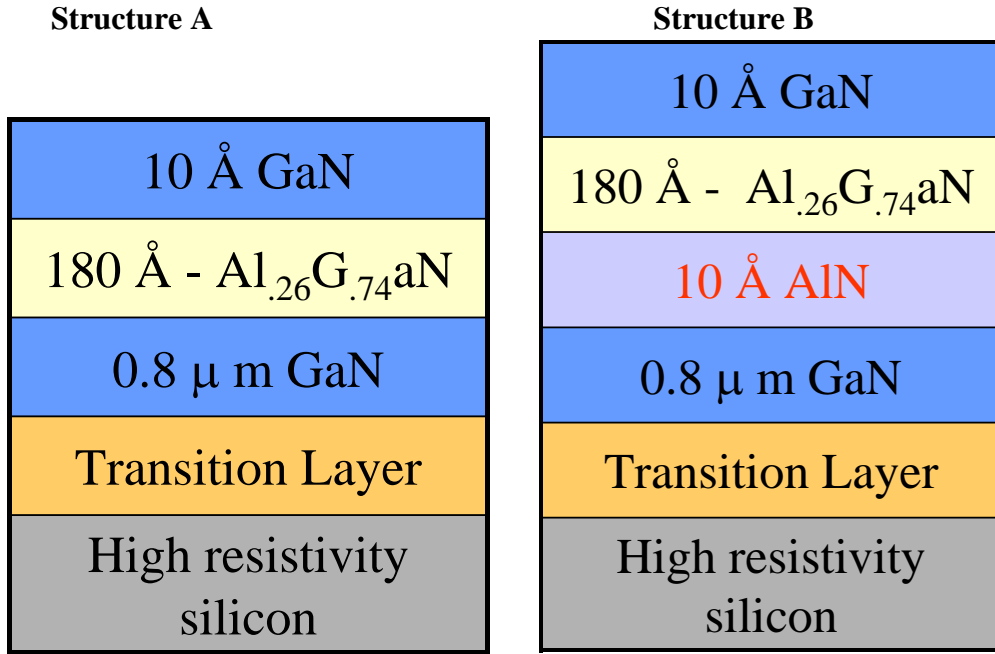 Structure A
10 Å GaN
180 Å - Al.26G.74aN
0.8 μ m GaN
Transition Layer
High resistivity
silicon
Structure B
10 Å GaN
180 Å - Al.26G.74aN
10 Å AlN
0.8 μ m GaN
Transition Layer
High resistivity
silicon